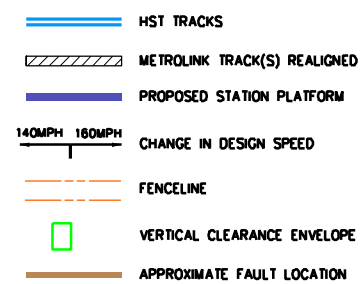 HST TRACKS
METROLINK TRACK(S) REALIGNED
PROPOSED STATION PLATFORM
140MPH 160MPH
CHANGE IN DESIGN SPEED
FENCELINE
VERTICAL CLEARANCE ENVELOPE
APPROXIMATE FAULT LOCATION